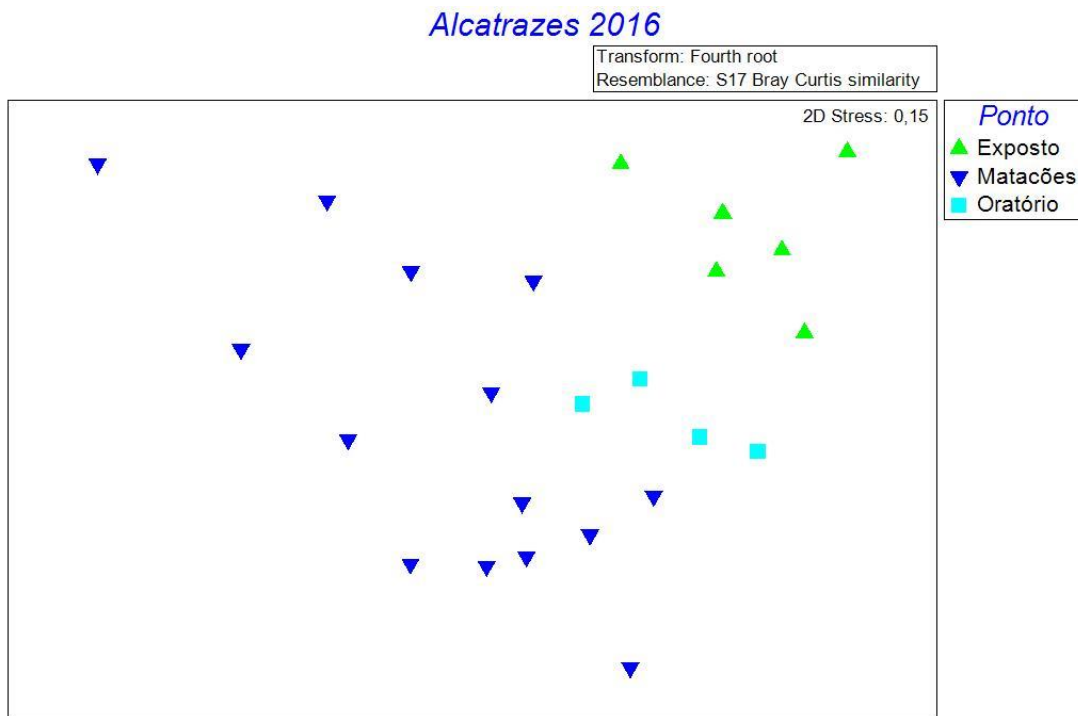 Alcatrazes 2016
Transform: Fourth root
Resemblance: S17 Bray Curtis similarity
2D Stress: 0,15
Ponto
Exposto
Matacões
Oratório